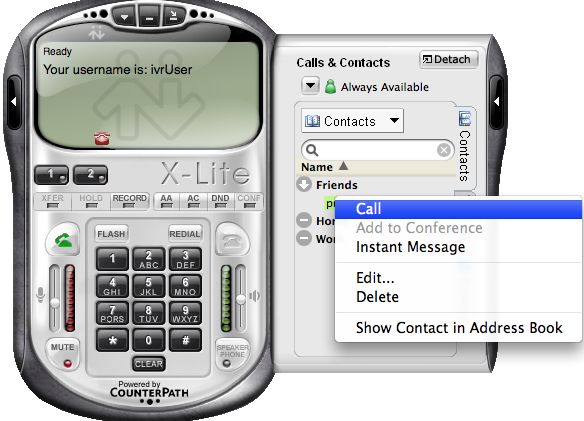 Ready
Your username is: ivrUser
1 2
X-Lite
XFER HOLD RECORD AA AC DND CONF
FLASH REDIAL
1 2 ABC 3 DEF
4 GHI 5 JKL 6 MNO
7 PQRS 8 TUV 9 WXYZ
* 0 #
MUTE CLEAR SPEAKER PHONE
Powered by
COUNTERPATH
Calls & Contacts Detach
Always Available
Contacts
Contacts
Name
Friends
Call
Add to Conference
Instant Message
Edit...
Delete
Show Contact in Address Book